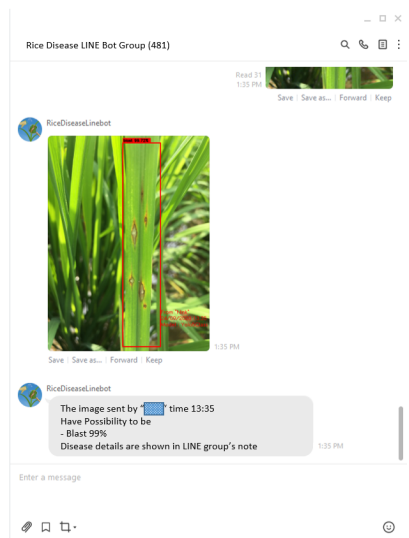 Rice Disease LINE Bot Group (481)
Read 31
1:35 PM
Save | Save as... | Forward | Keep
RiceDiseaseLinebot
1:35 PM
Save | Save as... | Forward | Keep
RiceDiseaseLinebot
The image sent by "" time 13:35
Have Possibility to be
- Blast 99%
Disease details are shown in LINE group's note
1:35 PM
Enter a message